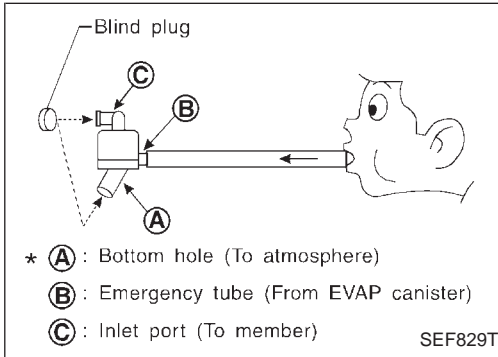 Blind plug
C
B
A
* A : Bottom hole (To atmosphere)
B : Emergency tube (From EVAP canister)
C : Inlet port (To member)
SEF829T